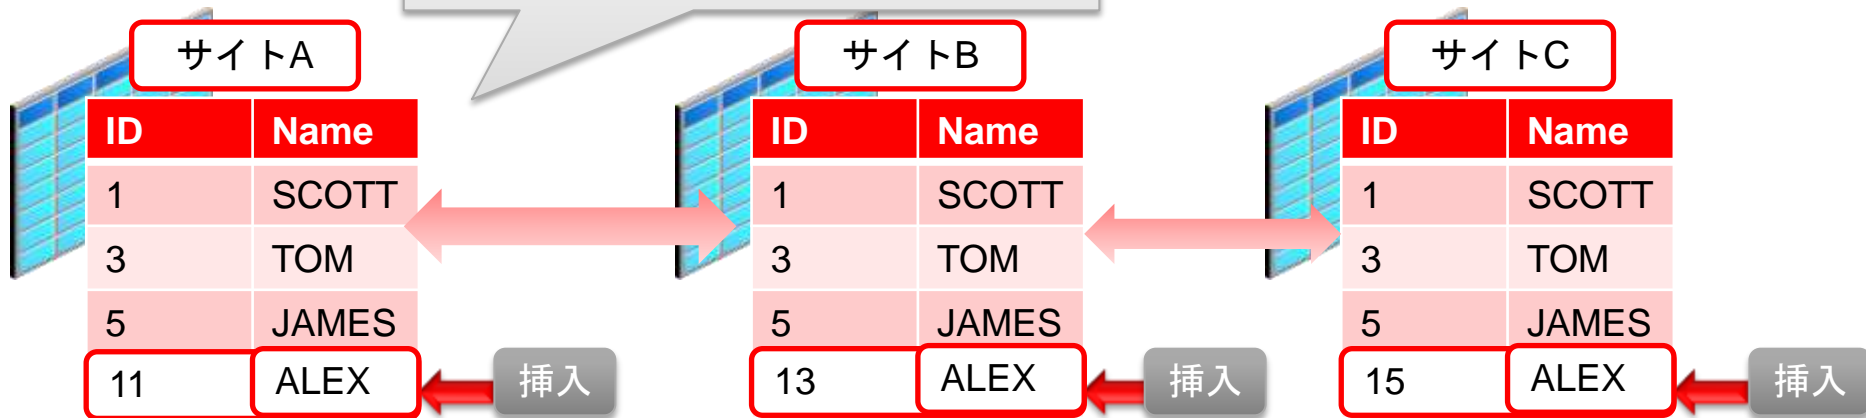 サイトA
ID Name
1 SCOTT
3 TOM
5 JAMES
11 ALEX
挿入
サイトB
ID Name
1 SCOTT
3 TOM
5 JAMES
13 ALEX
挿入
サイトC
ID Name
1 SCOTT
3 TOM
5 JAMES
15 ALEX
挿入